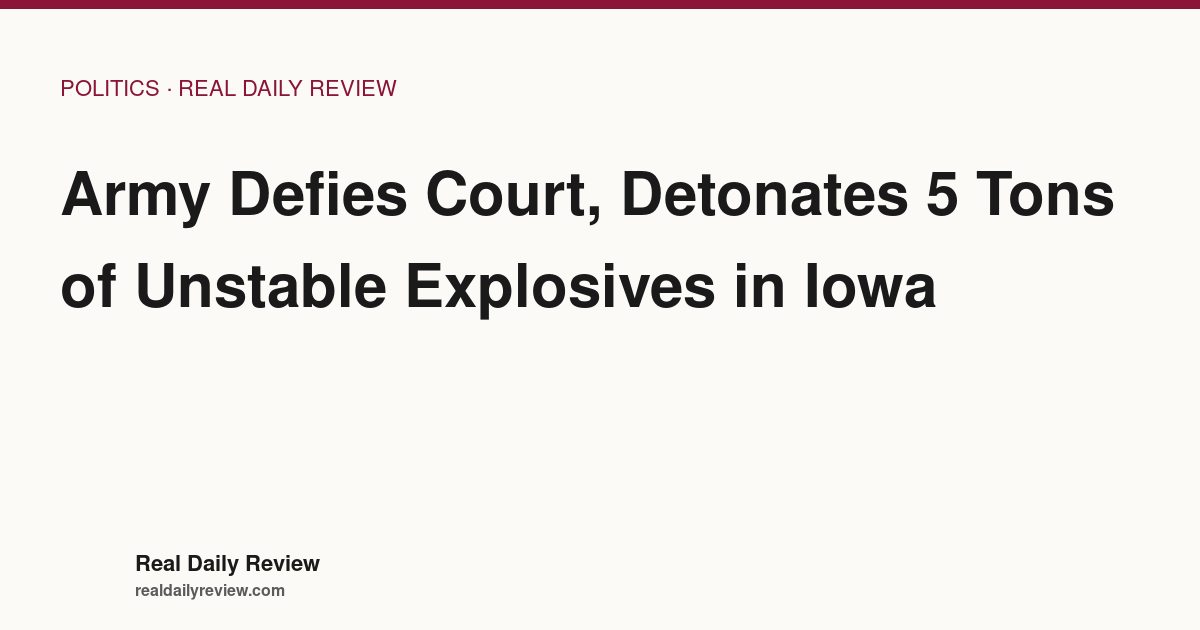 POLITICS · REAL DAILY REVIEW
Army Defies Court, Detonates 5 Tons
of Unstable Explosives in Iowa
Real Daily Review
realdailyreview.com